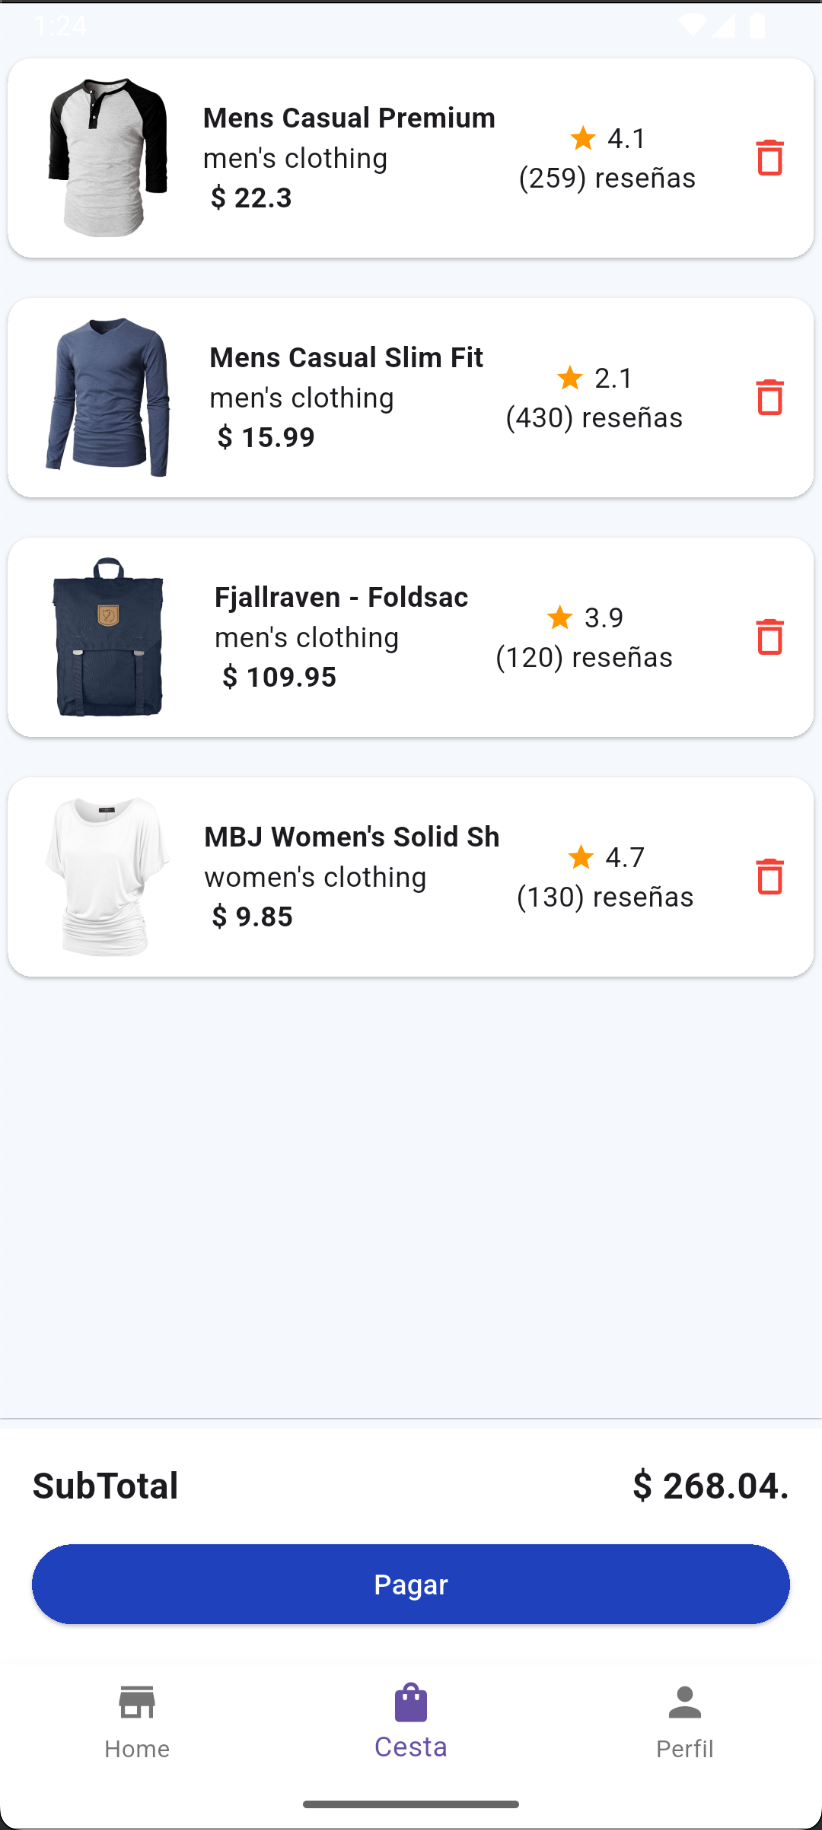 1:24
Mens Casual Premium
men's clothing
$ 22.3
4.1
(259) reseñas
Mens Casual Slim Fit
men's clothing
$ 15.99
2.1
(430) reseñas
Fjallraven - Foldsac
men's clothing
$ 109.95
3.9
(120) reseñas
MBJ Women's Solid Sh
women's clothing
$ 9.85
4.7
(130) reseñas
SubTotal
$ 268.04.
Pagar
Home
Cesta
Perfil